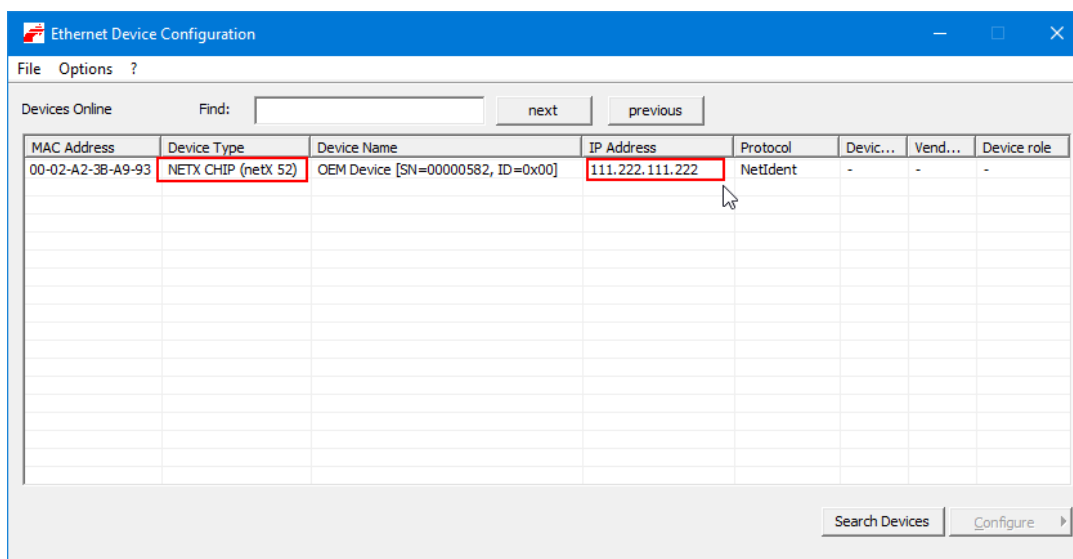 Ethernet Device Configuration
File Options ?
Devices Online Find: next previous
MAC Address Device Type Device Name IP Address Protocol Devic... Vend... Device role
00-02-A2-3B-A9-93 NETX CHIP (netX 52) OEM Device [SN=00000582, ID=0x00] 111.222.111.222 NetIdent - - -
Search Devices Configure